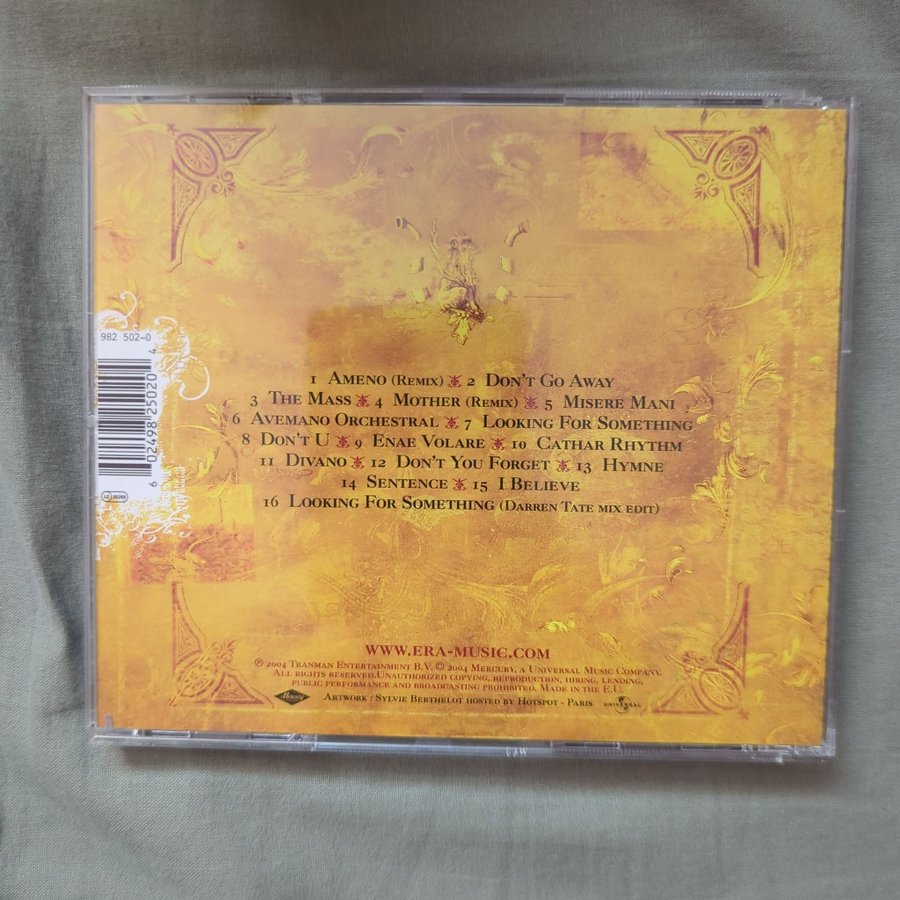 982 502-0
6 02498 25020 4
1 AMENO (REMIX) 2 DON'T GO AWAY
3 THE MASS 4 MOTHER (REMIX) 5 MISERE MANI
6 AVEMANO ORCHESTRAL 7 LOOKING FOR SOMETHING
8 DON'T U 9 ENAE VOLARE 10 CATHAR RHYTHM
11 DIVANO 12 DON'T YOU FORGET 13 HYMNE
14 SENTENCE 15 I BELIEVE
16 LOOKING FOR SOMETHING (DARREN TATE MIX EDIT)
WWW.ERA-MUSIC.COM
℗ 2004 TRANMAN ENTERTAINMENT B.V. © 2004 MERCURY, A UNIVERSAL MUSIC COMPANY.
ALL RIGHTS RESERVED.UNAUTHORIZED COPYING, REPRODUCTION, HIRING, LENDING,
PUBLIC PERFORMANCE AND BROADCASTING PROHIBITED. MADE IN THE E.U.
Mercury ARTWORK : SYLVIE BERTHELOT HOSTED BY HOTSPOT - PARIS UNIVERSAL